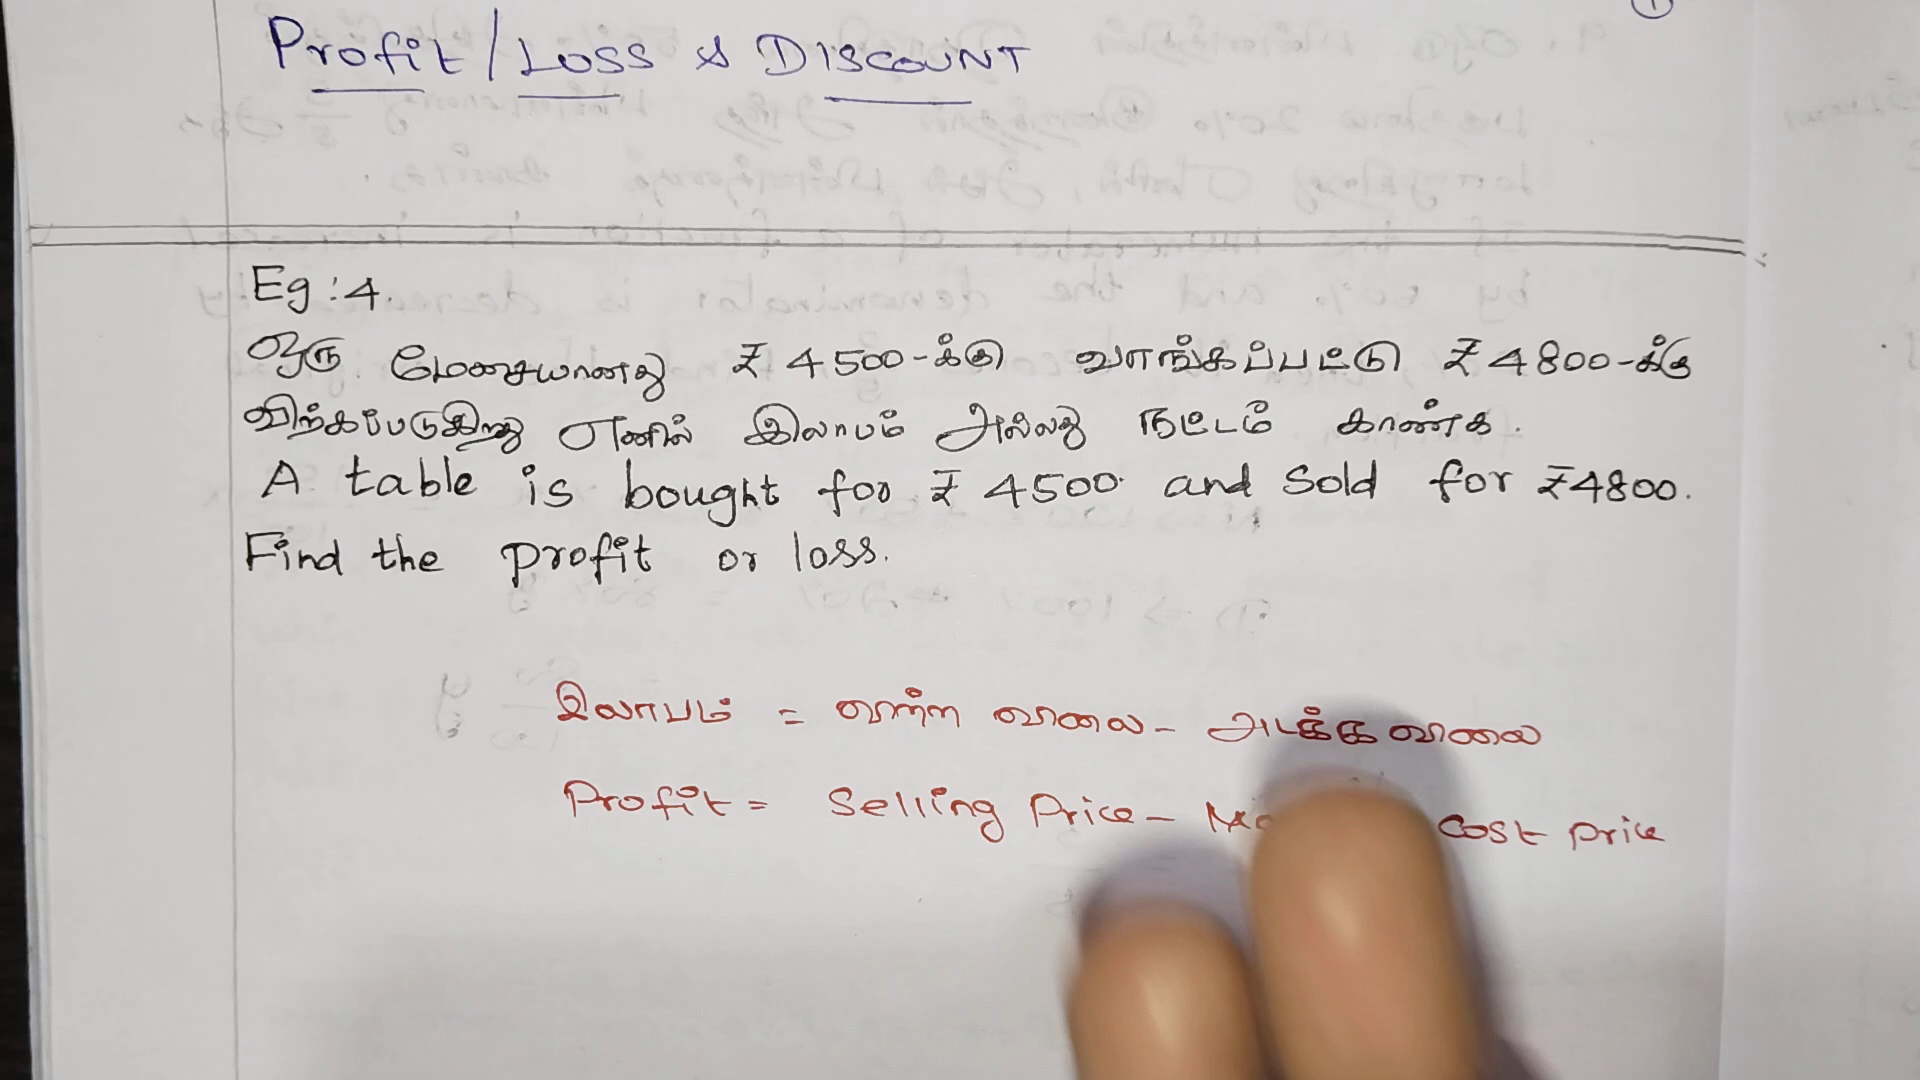 Profit / Loss & DISCOUNT
Eg : 4.
ஒரு மேசையானது ₹ 4500-க்கு வாங்கப்பட்டு ₹ 4800-க்கு
விற்கப்படுகிறது எனில் இலாபம் அல்லது நட்டம் காண்க.
A table is bought for ₹ 4500 and sold for ₹4800.
Find the profit or loss.
இலாபம் = விற்ற விலை - அடக்க விலை
Profit = Selling Price - Cost price